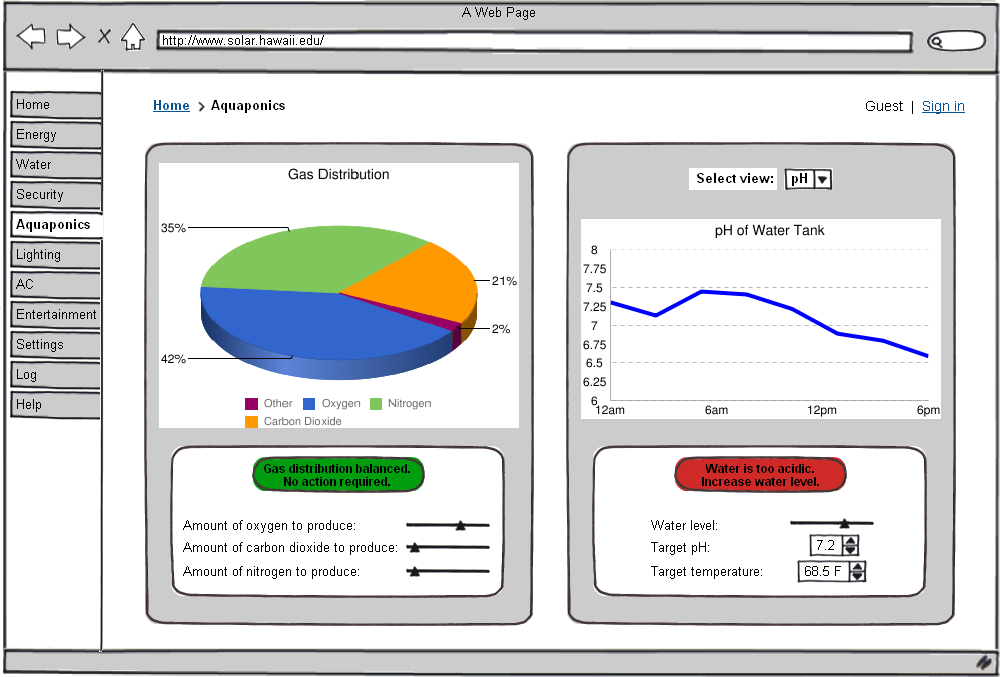 A Web Page
http://www.solar.hawaii.edu/
Home
Energy
Water
Security
Aquaponics
Lighting
AC
Entertainment
Settings
Log
Help
Home > Aquaponics
Guest | Sign in
Gas Distribution
35%
21%
2%
42%
Other Oxygen Nitrogen
Carbon Dioxide
Gas distribution balanced.
No action required.
Amount of oxygen to produce:
Amount of carbon dioxide to produce:
Amount of nitrogen to produce:
Select view: pH
pH of Water Tank
8
7.75
7.5
7.25
7
6.75
6.5
6.25
6
12am 6am 12pm 6pm
Water is too acidic.
Increase water level.
Water level:
Target pH: 7.2
Target temperature: 68.5 F